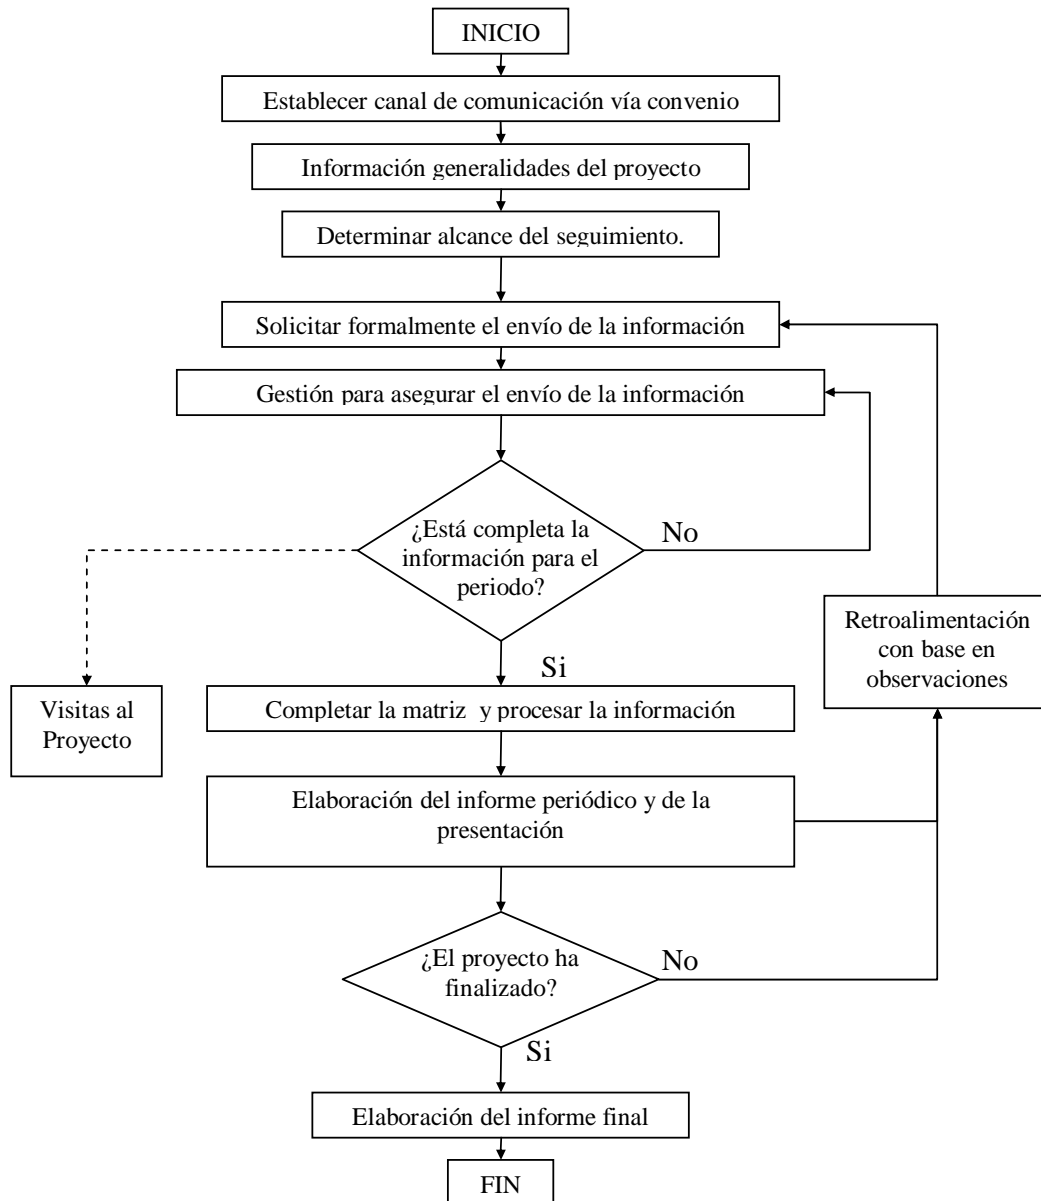 INICIO
Establecer canal de comunicación vía convenio
Información generalidades del proyecto
Determinar alcance del seguimiento.
Solicitar formalmente el envío de la información
Gestión para asegurar el envío de la información
¿Está completa la
información para el
periodo?
No
Si
Retroalimentación
con base en
observaciones
Visitas al
Proyecto
Completar la matriz  y procesar la información
Elaboración del informe periódico y de la
presentación
¿El proyecto ha
finalizado?
No
Si
Elaboración del informe final
FIN